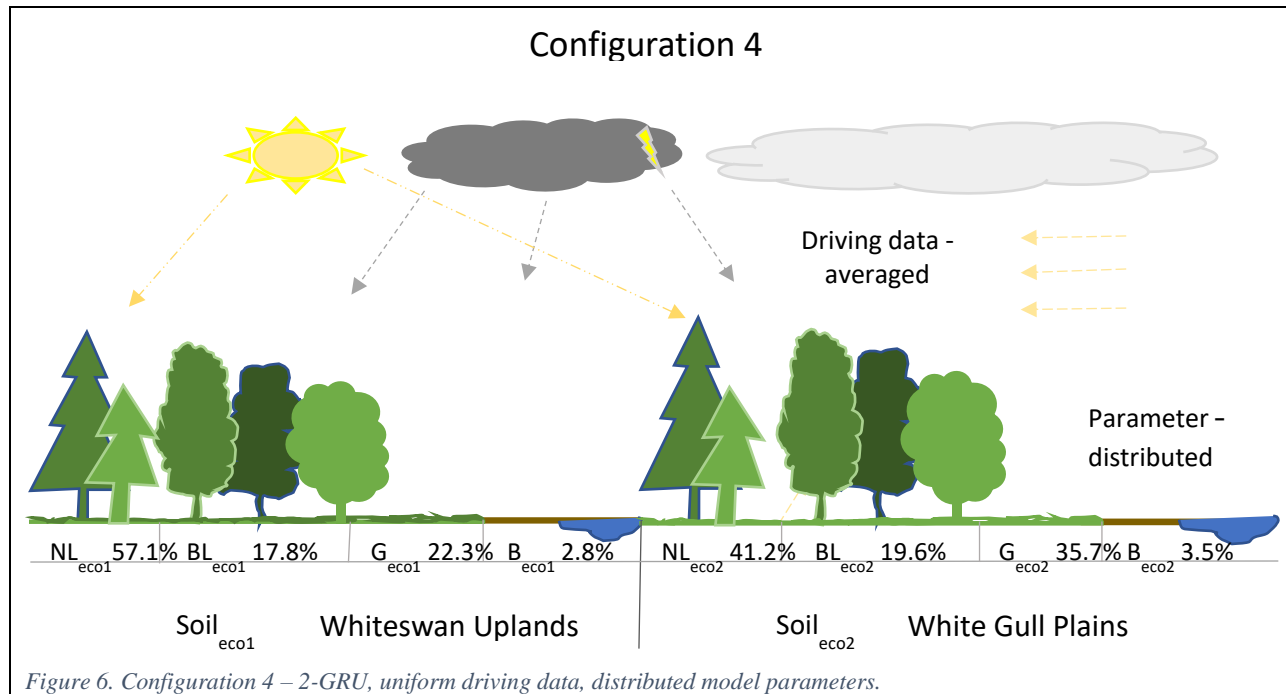 Configuration 4
Driving data -
averaged
Parameter –
distributed
NL eco1 57.1% BL eco1 17.8% G eco1 22.3% B eco1 2.8% NL eco2 41.2% BL eco2 19.6% G eco2 35.7% B eco2 3.5%
Soil eco1 Whiteswan Uplands Soil eco2 White Gull Plains
Figure 6. Configuration 4 – 2-GRU, uniform driving data, distributed model parameters.